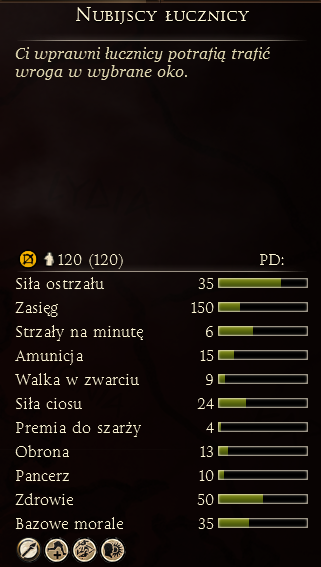 Nubijscy łucznicy
Ci wprawni łucznicy potrafią trafić
wroga w wybrane oko.
120 (120) PD:
Siła ostrzału 35
Zasięg 150
Strzały na minutę 6
Amunicja 15
Walka w zwarciu 9
Siła ciosu 24
Premia do szarży 4
Obrona 13
Pancerz 10
Zdrowie 50
Bazowe morale 35